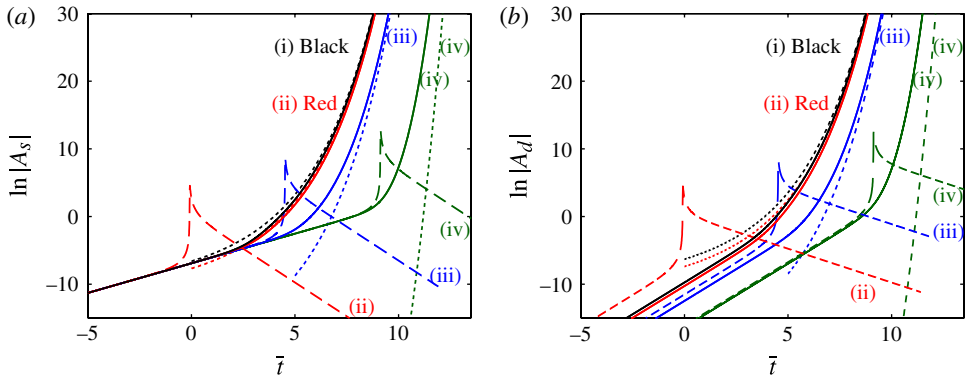 (a)
30
20
10
0
−10
−5
0
5
10
ln |A_s|
t̄
(i) Black
(ii) Red
(iii)
(iv)
(iv)
(iv)
(iii)
(ii)
(b)
30
20
10
0
−10
−5
0
5
10
ln |A_d|
t̄
(i) Black
(ii) Red
(iii)
(iv)
(iv)
(iv)
(iii)
(ii)